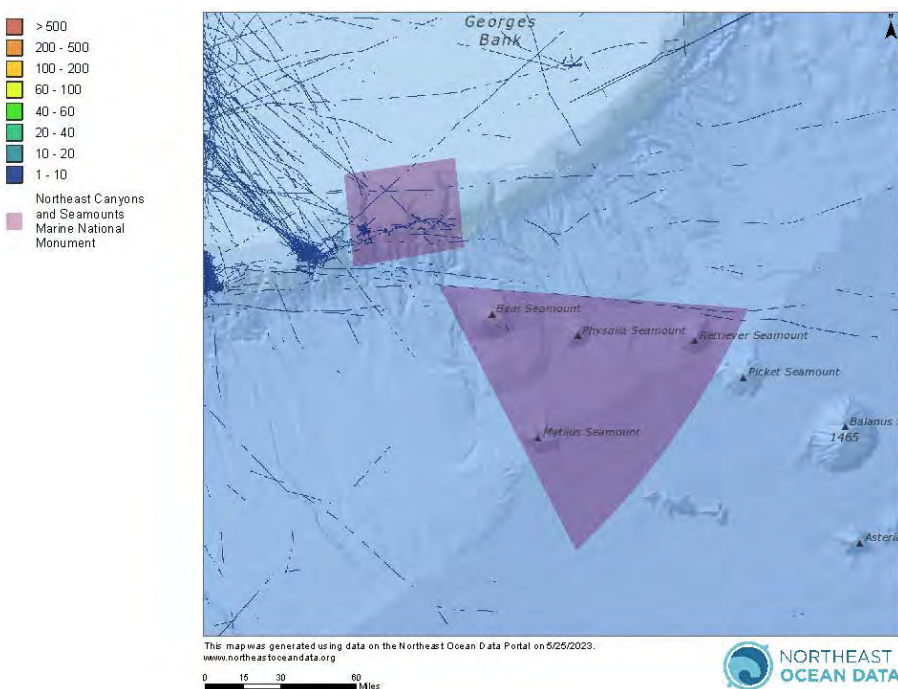 > 500
200 - 500
100 - 200
60 - 100
40 - 60
20 - 40
10 - 20
1 - 10
Northeast Canyons
and Seamounts
Marine National
Monument
Georges
Bank
Bear Seamount
Physalia Seamount
Retriever Seamount
Picket Seamount
Mytilus Seamount
Balanus S
1465
Asteria
This map was generated using data on the Northeast Ocean Data Portal on 5/25/2023.
www.northeastoceandata.org
0 15 30 60
Miles
NORTHEAST
OCEAN DATA